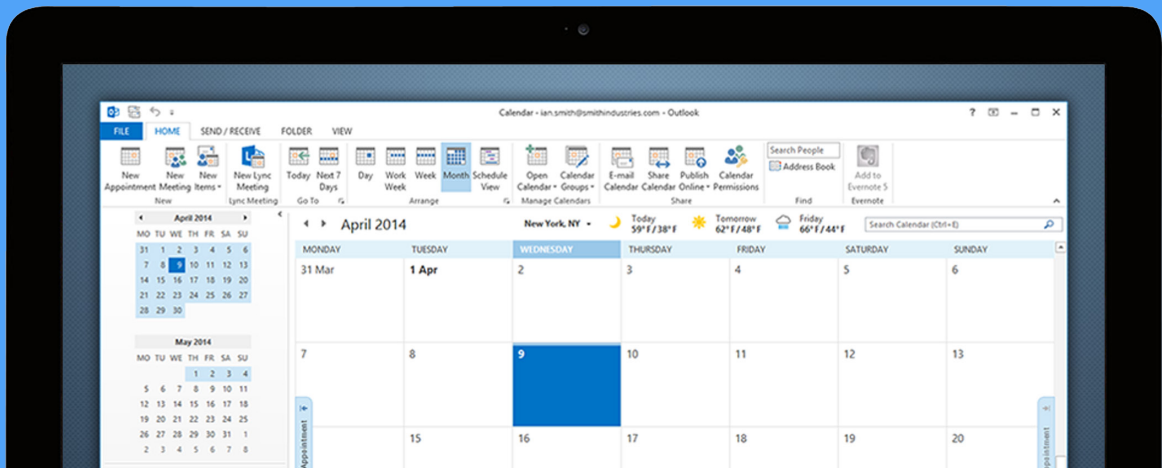 Calendar - ian.smith@smithindustries.com - Outlook
FILE HOME SEND / RECEIVE FOLDER VIEW
New Appointment
New Meeting
New Items
New
New Lync Meeting
Lync Meeting
Today
Next 7 Days
Go To
Day
Work Week
Week
Month
Schedule View
Arrange
Open Calendar
Calendar Groups
Manage Calendars
E-mail Calendar
Share Calendar
Publish Online
Calendar Permissions
Share
Search People
Address Book
Find
Add to Evernote 5
Evernote
April 2014
MO TU WE TH FR SA SU
31 1 2 3 4 5 6
7 8 9 10 11 12 13
14 15 16 17 18 19 20
21 22 23 24 25 26 27
28 29 30
May 2014
MO TU WE TH FR SA SU
1 2 3 4
5 6 7 8 9 10 11
12 13 14 15 16 17 18
19 20 21 22 23 24 25
26 27 28 29 30 31 1
2 3 4 5 6 7 8
April 2014
New York, NY
Today
59°F/38°F
Tomorrow
62°F/48°F
Friday
66°F/44°F
Search Calendar (Ctrl+E)
MONDAY TUESDAY WEDNESDAY THURSDAY FRIDAY SATURDAY SUNDAY
31 Mar 1 Apr 2 3 4 5 6
7 8 9 10 11 12 13
15 16 17 18 19 20
Appointment